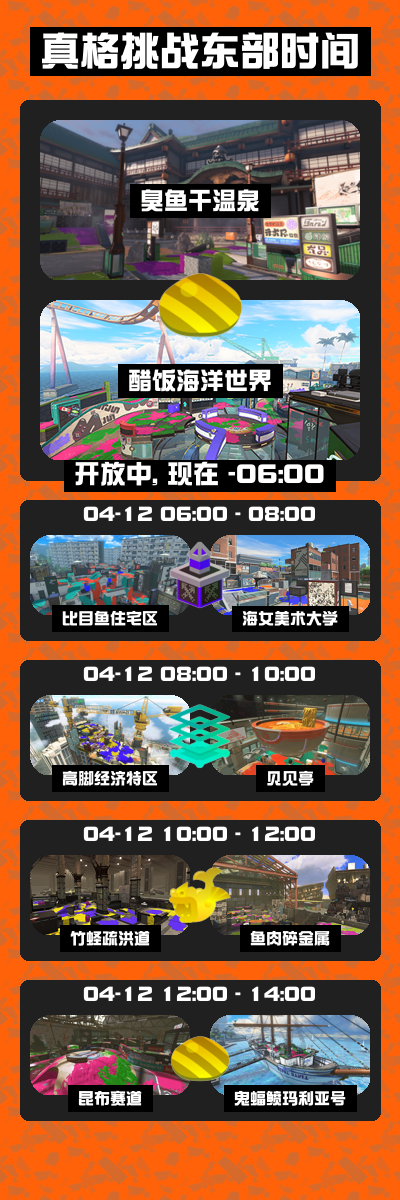 真格挑战东部时间
臭鱼干温泉
醋饭海洋世界
开放中, 现在 -06:00
04-12 06:00 - 08:00
比目鱼住宅区
海女美术大学
04-12 08:00 - 10:00
高脚经济特区
贝贝亭
04-12 10:00 - 12:00
竹蛏疏洪道
鱼肉碎金属
04-12 12:00 - 14:00
昆布赛道
鬼蝠鲼玛利亚号